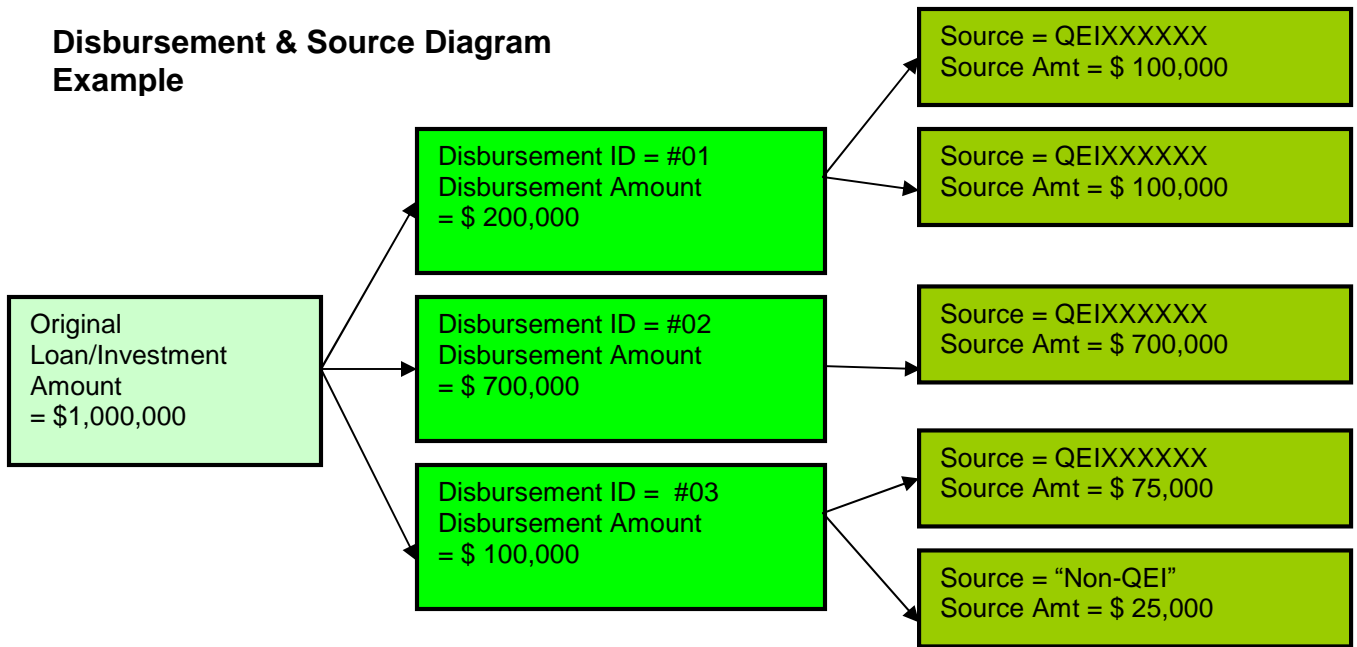 Disbursement & Source Diagram
Example
Original
Loan/Investment
Amount
= $1,000,000
Disbursement ID = #01
Disbursement Amount
= $ 200,000
Disbursement ID = #02
Disbursement Amount
= $ 700,000
Disbursement ID =  #03
Disbursement Amount
= $ 100,000
Source = QEIXXXXXX
Source Amt = $ 100,000
Source = QEIXXXXXX
Source Amt = $ 100,000
Source = QEIXXXXXX
Source Amt = $ 700,000
Source = QEIXXXXXX
Source Amt = $ 75,000
Source = “Non-QEI”
Source Amt = $ 25,000